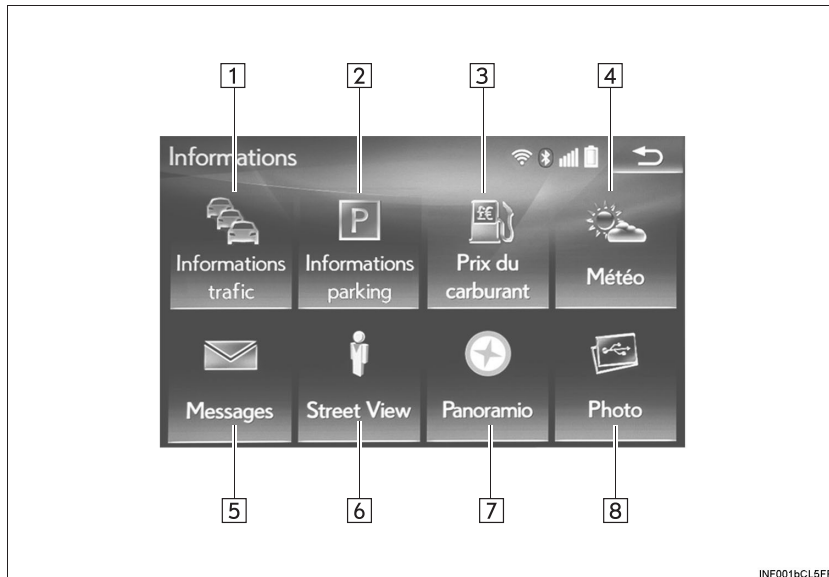 1 2 3 4
Informations
Informations
trafic
Informations
parking
P
£€
Prix du
carburant
Météo
Messages
Street View
Panoramio
Photo
5 6 7 8